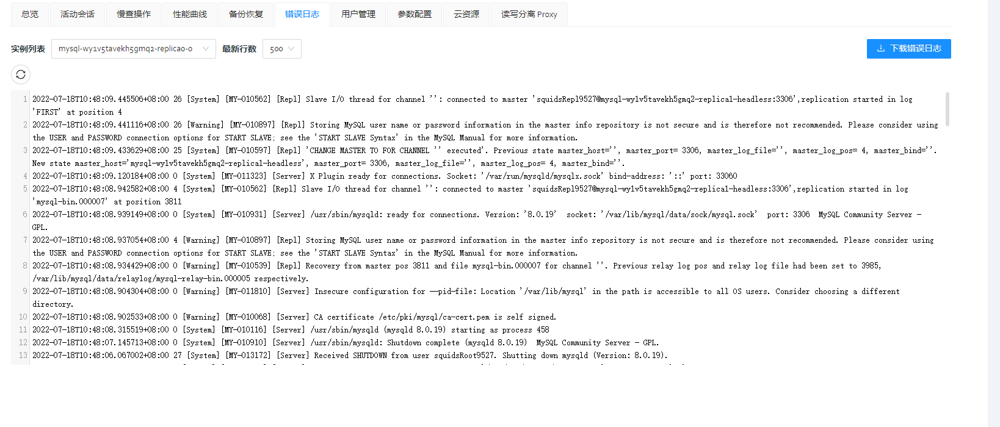 总览 活动会话 慢查操作 性能曲线 备份恢复 错误日志 用户管理 参数配置 云资源 读写分离 Proxy
实例列表 mysql-wy1v5tavekh5gmq2-replica0-0 最新行数 500 下载错误日志
1 2022-07-18T10:48:09.445506+08:00 26 [System] [MY-010562] [Repl] Slave I/O thread for channel '': connected to master 'squidsRepl9527@mysql-wy1v5tavekh5gmq2-replica1-headless:3306',replication started in log
'FIRST' at position 4
2 2022-07-18T10:48:09.441116+08:00 26 [Warning] [MY-010897] [Repl] Storing MySQL user name or password information in the master info repository is not secure and is therefore not recommended. Please consider using
the USER and PASSWORD connection options for START SLAVE; see the 'START SLAVE Syntax' in the MySQL Manual for more information.
3 2022-07-18T10:48:09.433629+08:00 25 [System] [MY-010597] [Repl] 'CHANGE MASTER TO FOR CHANNEL '' executed'. Previous state master_host='', master_port= 3306, master_log_file='', master_log_pos= 4, master_bind=''.
New state master_host='mysql-wy1v5tavekh5gmq2-replica1-headless', master_port= 3306, master_log_file='', master_log_pos= 4, master_bind=''.
4 2022-07-18T10:48:09.120184+08:00 0 [System] [MY-011323] [Server] X Plugin ready for connections. Socket: '/var/run/mysqld/mysqlx.sock' bind-address: '::' port: 33060
5 2022-07-18T10:48:08.942582+08:00 4 [System] [MY-010562] [Repl] Slave I/O thread for channel '': connected to master 'squidsRepl9527@mysql-wy1v5tavekh5gmq2-replica1-headless:3306',replication started in log
'mysql-bin.000007' at position 3811
6 2022-07-18T10:48:08.939149+08:00 0 [System] [MY-010931] [Server] /usr/sbin/mysqld: ready for connections. Version: '8.0.19'  socket: '/var/lib/mysql/data/sock/mysql.sock'  port: 3306  MySQL Community Server -
GPL.
7 2022-07-18T10:48:08.937054+08:00 4 [Warning] [MY-010897] [Repl] Storing MySQL user name or password information in the master info repository is not secure and is therefore not recommended. Please consider using
the USER and PASSWORD connection options for START SLAVE; see the 'START SLAVE Syntax' in the MySQL Manual for more information.
8 2022-07-18T10:48:08.934429+08:00 0 [Warning] [MY-010539] [Repl] Recovery from master pos 3811 and file mysql-bin.000007 for channel ''. Previous relay log pos and relay log file had been set to 3985,
/var/lib/mysql/data/relaylog/mysql-relay-bin.000005 respectively.
9 2022-07-18T10:48:08.904304+08:00 0 [Warning] [MY-011810] [Server] Insecure configuration for --pid-file: Location '/var/lib/mysql' in the path is accessible to all OS users. Consider choosing a different
directory.
10 2022-07-18T10:48:08.902533+08:00 0 [Warning] [MY-010068] [Server] CA certificate /etc/pki/mysql/ca-cert.pem is self signed.
11 2022-07-18T10:48:08.315519+08:00 0 [System] [MY-010116] [Server] /usr/sbin/mysqld (mysqld 8.0.19) starting as process 458
12 2022-07-18T10:48:07.145713+08:00 0 [System] [MY-010910] [Server] /usr/sbin/mysqld: Shutdown complete (mysqld 8.0.19)  MySQL Community Server - GPL.
13 2022-07-18T10:48:06.067002+08:00 27 [System] [MY-013172] [Server] Received SHUTDOWN from user squidsRoot9527. Shutting down mysqld (Version: 8.0.19).